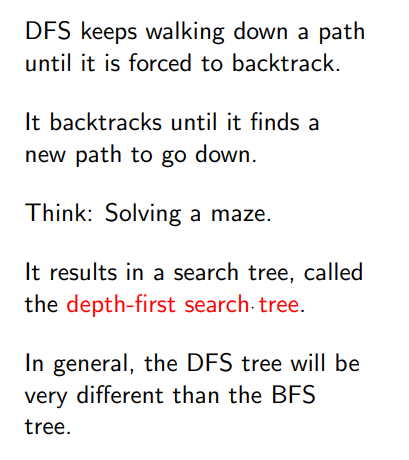 DFS keeps walking down a path
until it is forced to backtrack.
It backtracks until it finds a
new path to go down.
Think: Solving a maze.
It results in a search tree, called
the depth-first search tree.
In general, the DFS tree will be
very different than the BFS
tree.